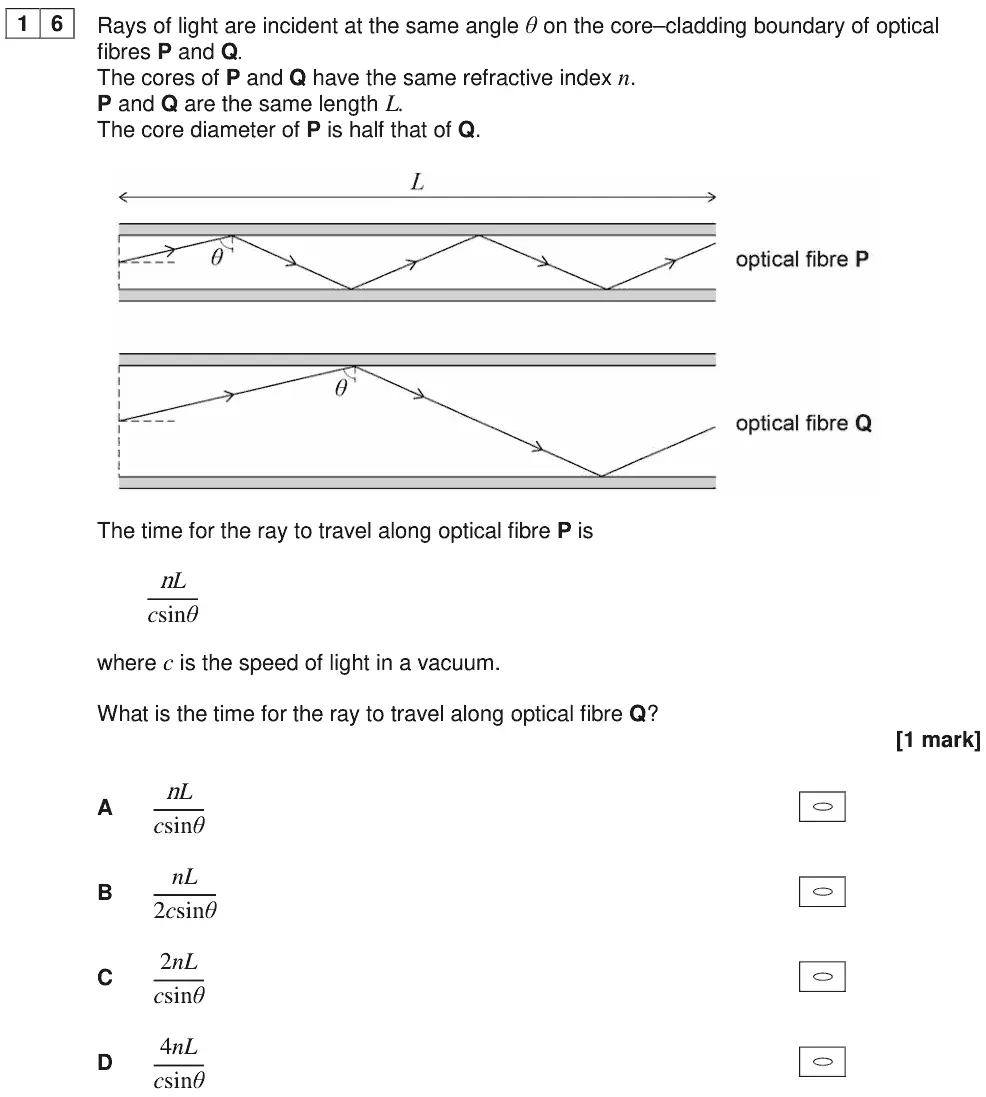 1 6 Rays of light are incident at the same angle θ on the core–cladding boundary of optical
fibres P and Q.
The cores of P and Q have the same refractive index n.
P and Q are the same length L.
The core diameter of P is half that of Q.
L
θ
optical fibre P
θ
optical fibre Q
The time for the ray to travel along optical fibre P is
nL
csinθ
where c is the speed of light in a vacuum.
What is the time for the ray to travel along optical fibre Q?
[1 mark]
A
nL
csinθ
B
nL
2csinθ
C
2nL
csinθ
D
4nL
csinθ